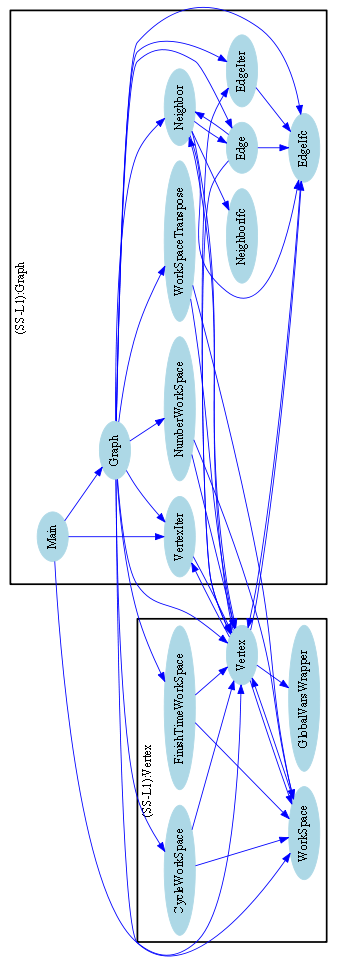 (SS-L1):Graph
Main
Graph
VertexIter
NumberWorkSpace
WorkSpaceTranspose
Neighbor
NeighborIfc
Edge
EdgeIter
EdgeIfc
(SS-L1):Vertex
CycleWorkSpace
FinishTimeWorkSpace
Vertex
WorkSpace
GlobalVarsWrapper